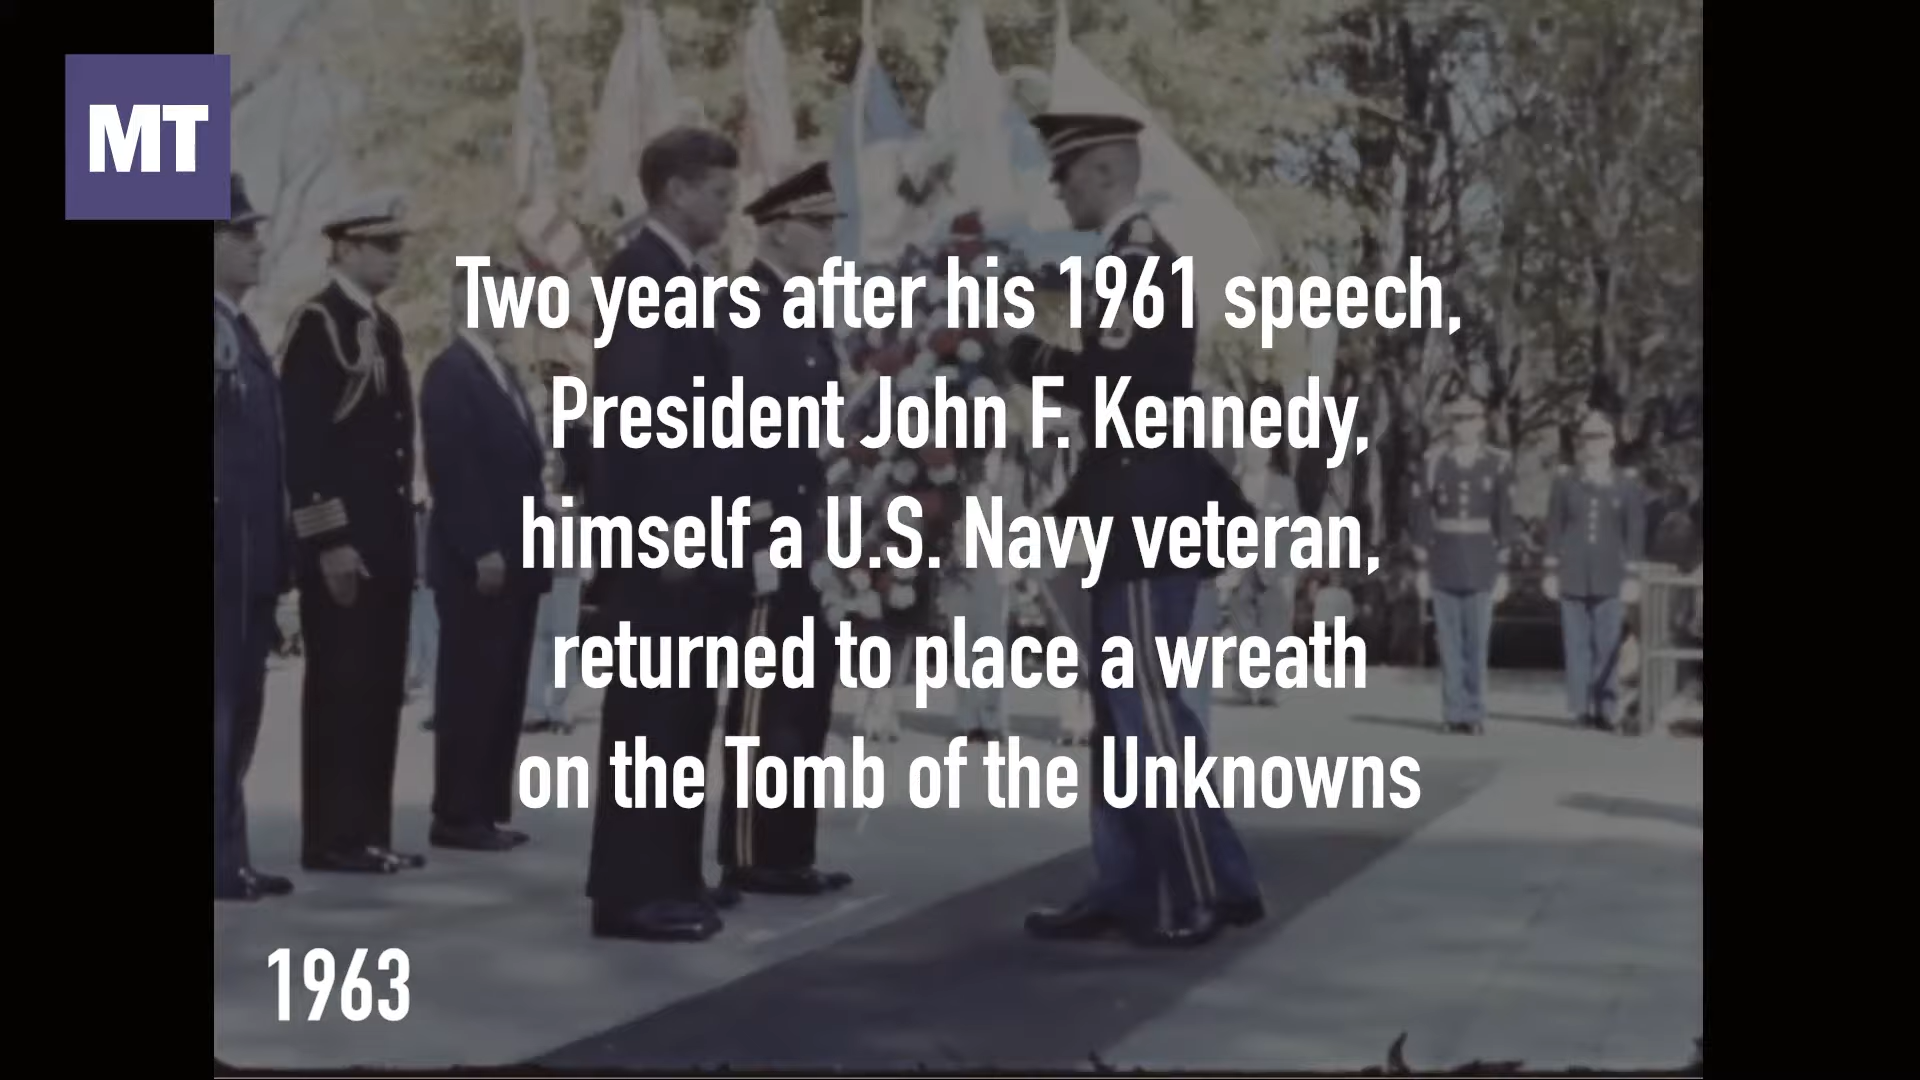 MT
Two years after his 1961 speech,
President John F. Kennedy,
himself a U.S. Navy veteran,
returned to place a wreath
on the Tomb of the Unknowns
1963